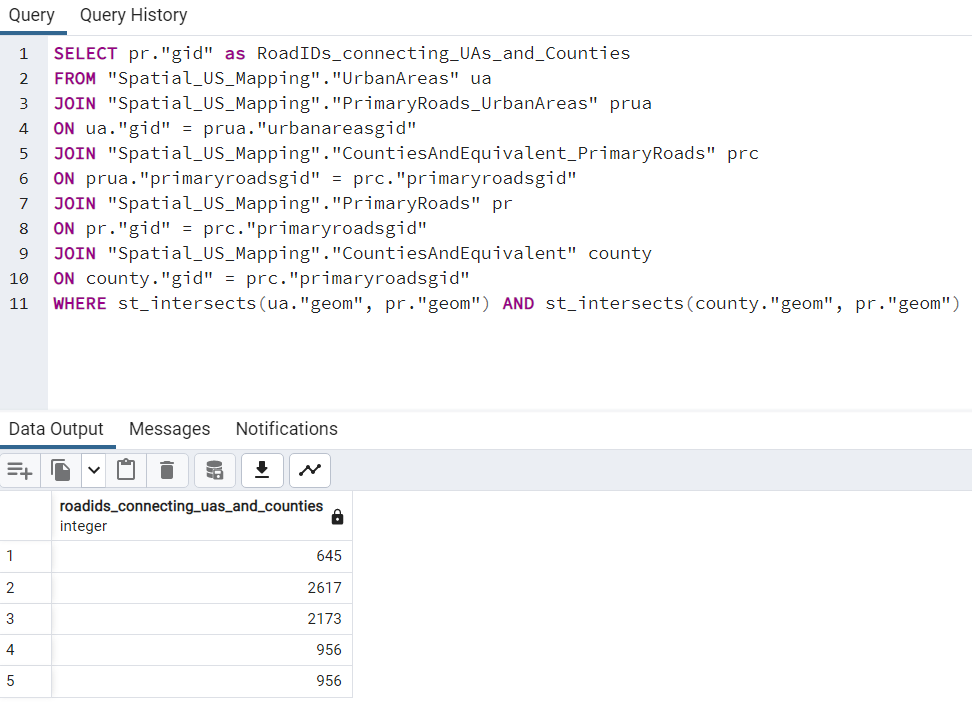 Query Query History
1 SELECT pr."gid" as RoadIDs_connecting_UAs_and_Counties
2 FROM "Spatial_US_Mapping"."UrbanAreas" ua
3 JOIN "Spatial_US_Mapping"."PrimaryRoads_UrbanAreas" prua
4 ON ua."gid" = prua."urbanareasgid"
5 JOIN "Spatial_US_Mapping"."CountiesAndEquivalent_PrimaryRoads" prc
6 ON prua."primaryroadsgid" = prc."primaryroadsgid"
7 JOIN "Spatial_US_Mapping"."PrimaryRoads" pr
8 ON pr."gid" = prc."primaryroadsgid"
9 JOIN "Spatial_US_Mapping"."CountiesAndEquivalent" county
10 ON county."gid" = prc."primaryroadsgid"
11 WHERE st_intersects(ua."geom", pr."geom") AND st_intersects(county."geom", pr."geom")
Data Output Messages Notifications
roadids_connecting_uas_and_counties
integer
1 645
2 2617
3 2173
4 956
5 956